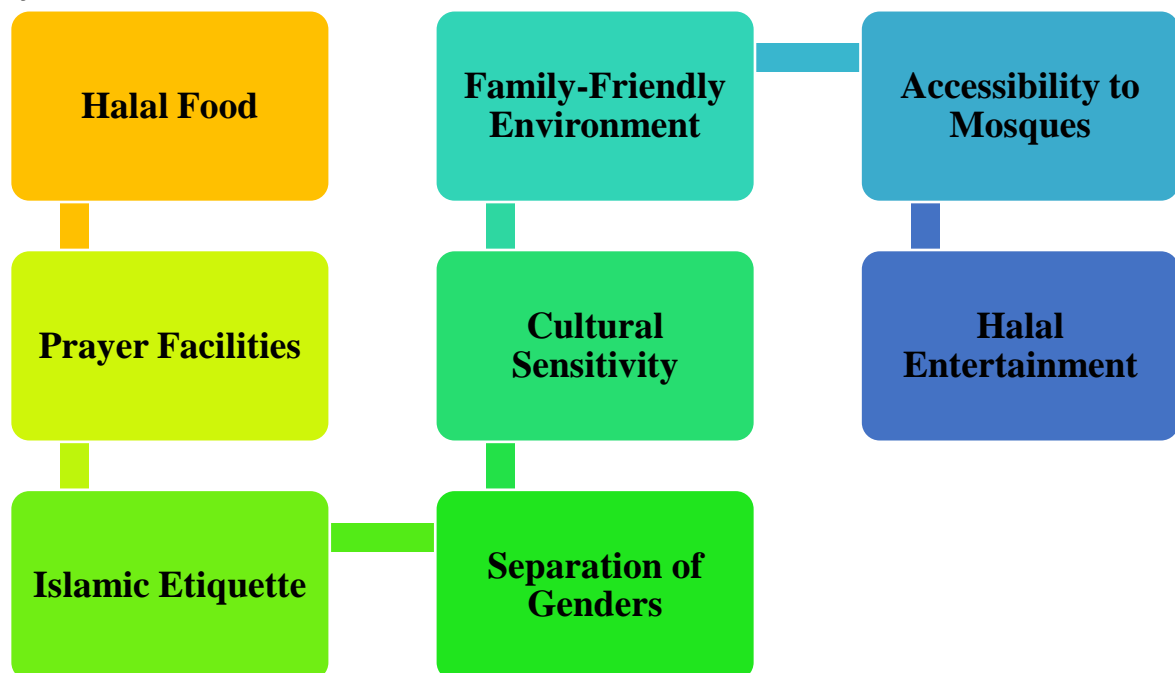 Halal Food
Prayer Facilities
Islamic Etiquette
Separation of
Genders
Cultural
Sensitivity
Family-Friendly
Environment
Accessibility to
Mosques
Halal
Entertainment